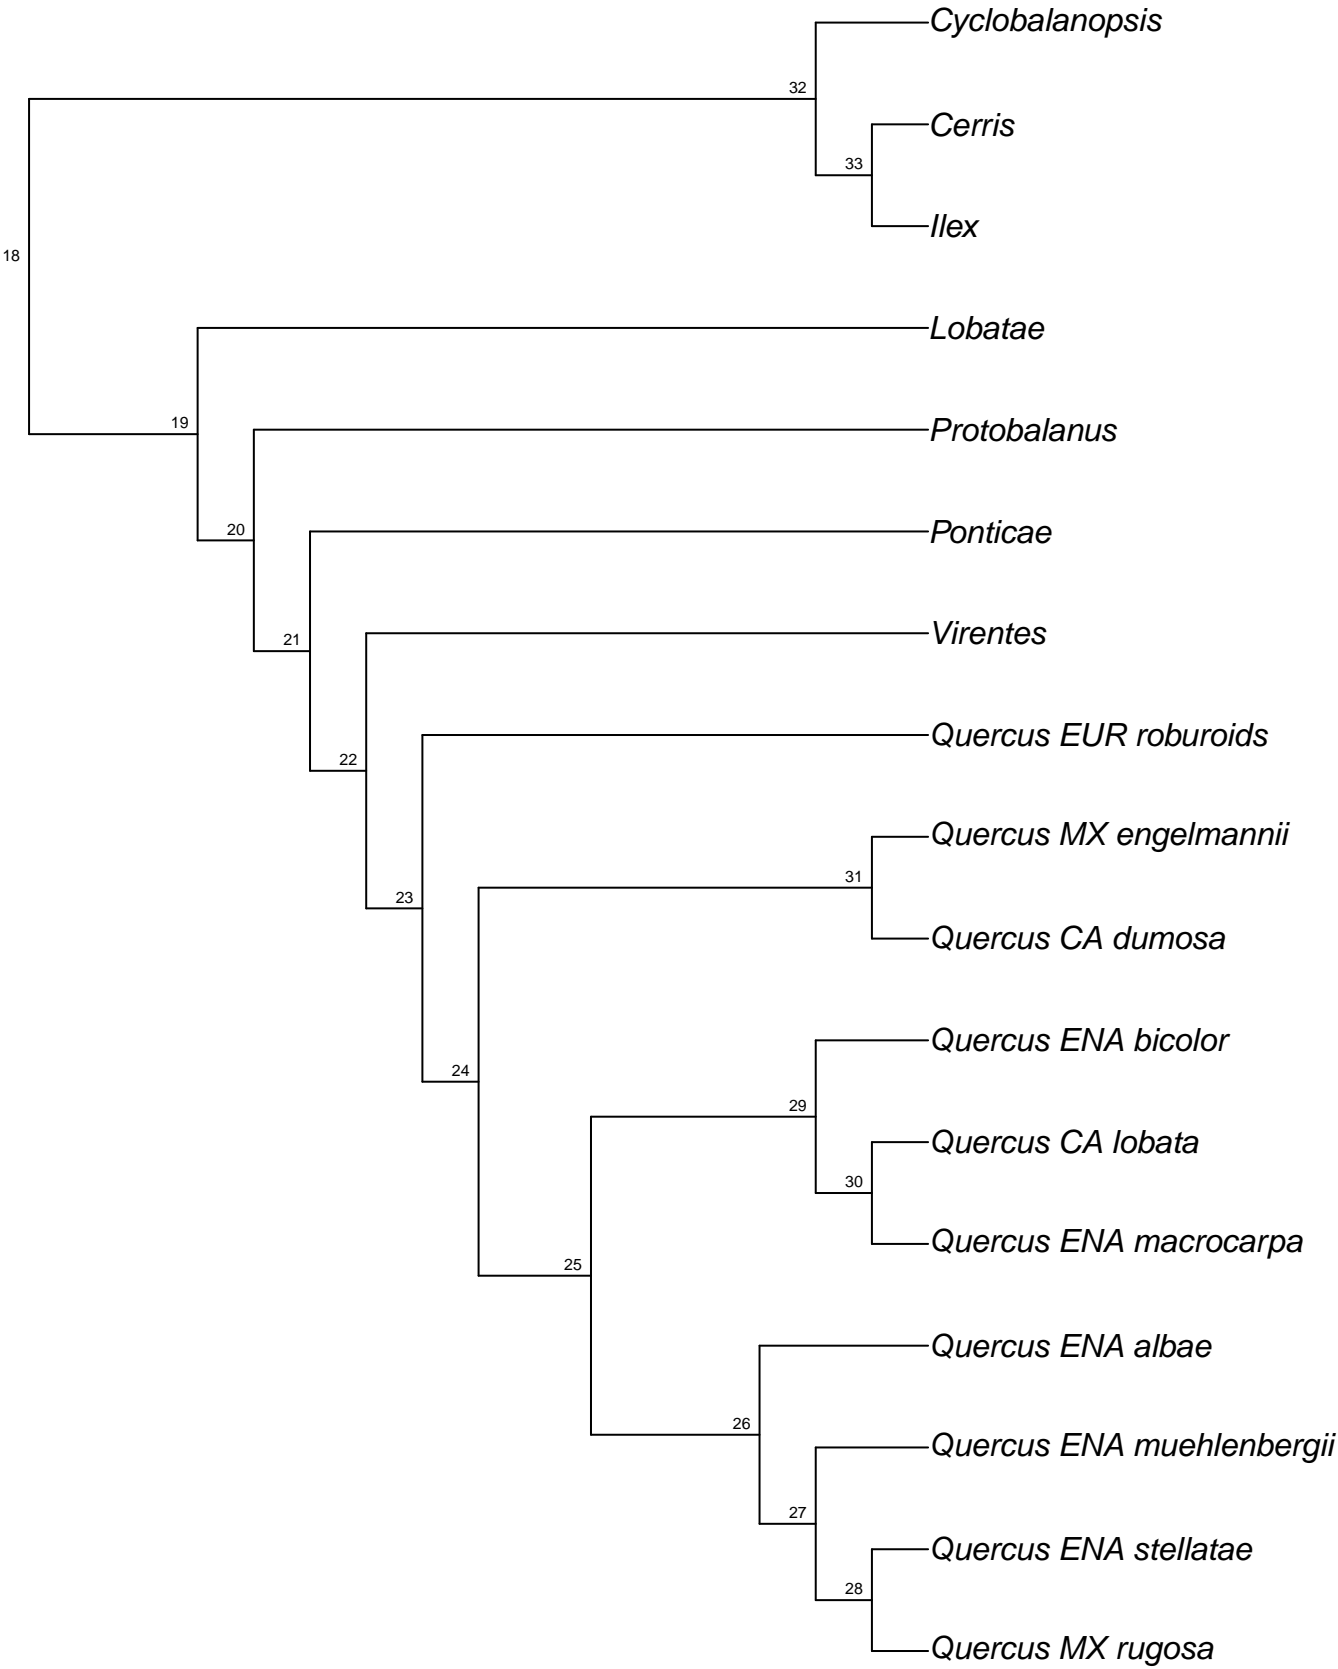 Cyclobalanopsis
32
Cerris
33
Ilex
18
Lobatae
19
Protobalanus
20
Ponticae
21
Virentes
22
Quercus EUR roburoids
Quercus MX engelmannii
31
23
Quercus CA dumosa
Quercus ENA bicolor
24
29
Quercus CA lobata
30
Quercus ENA macrocarpa
25
Quercus ENA albae
26
Quercus ENA muehlenbergii
27
Quercus ENA stellatae
28
Quercus MX rugosa